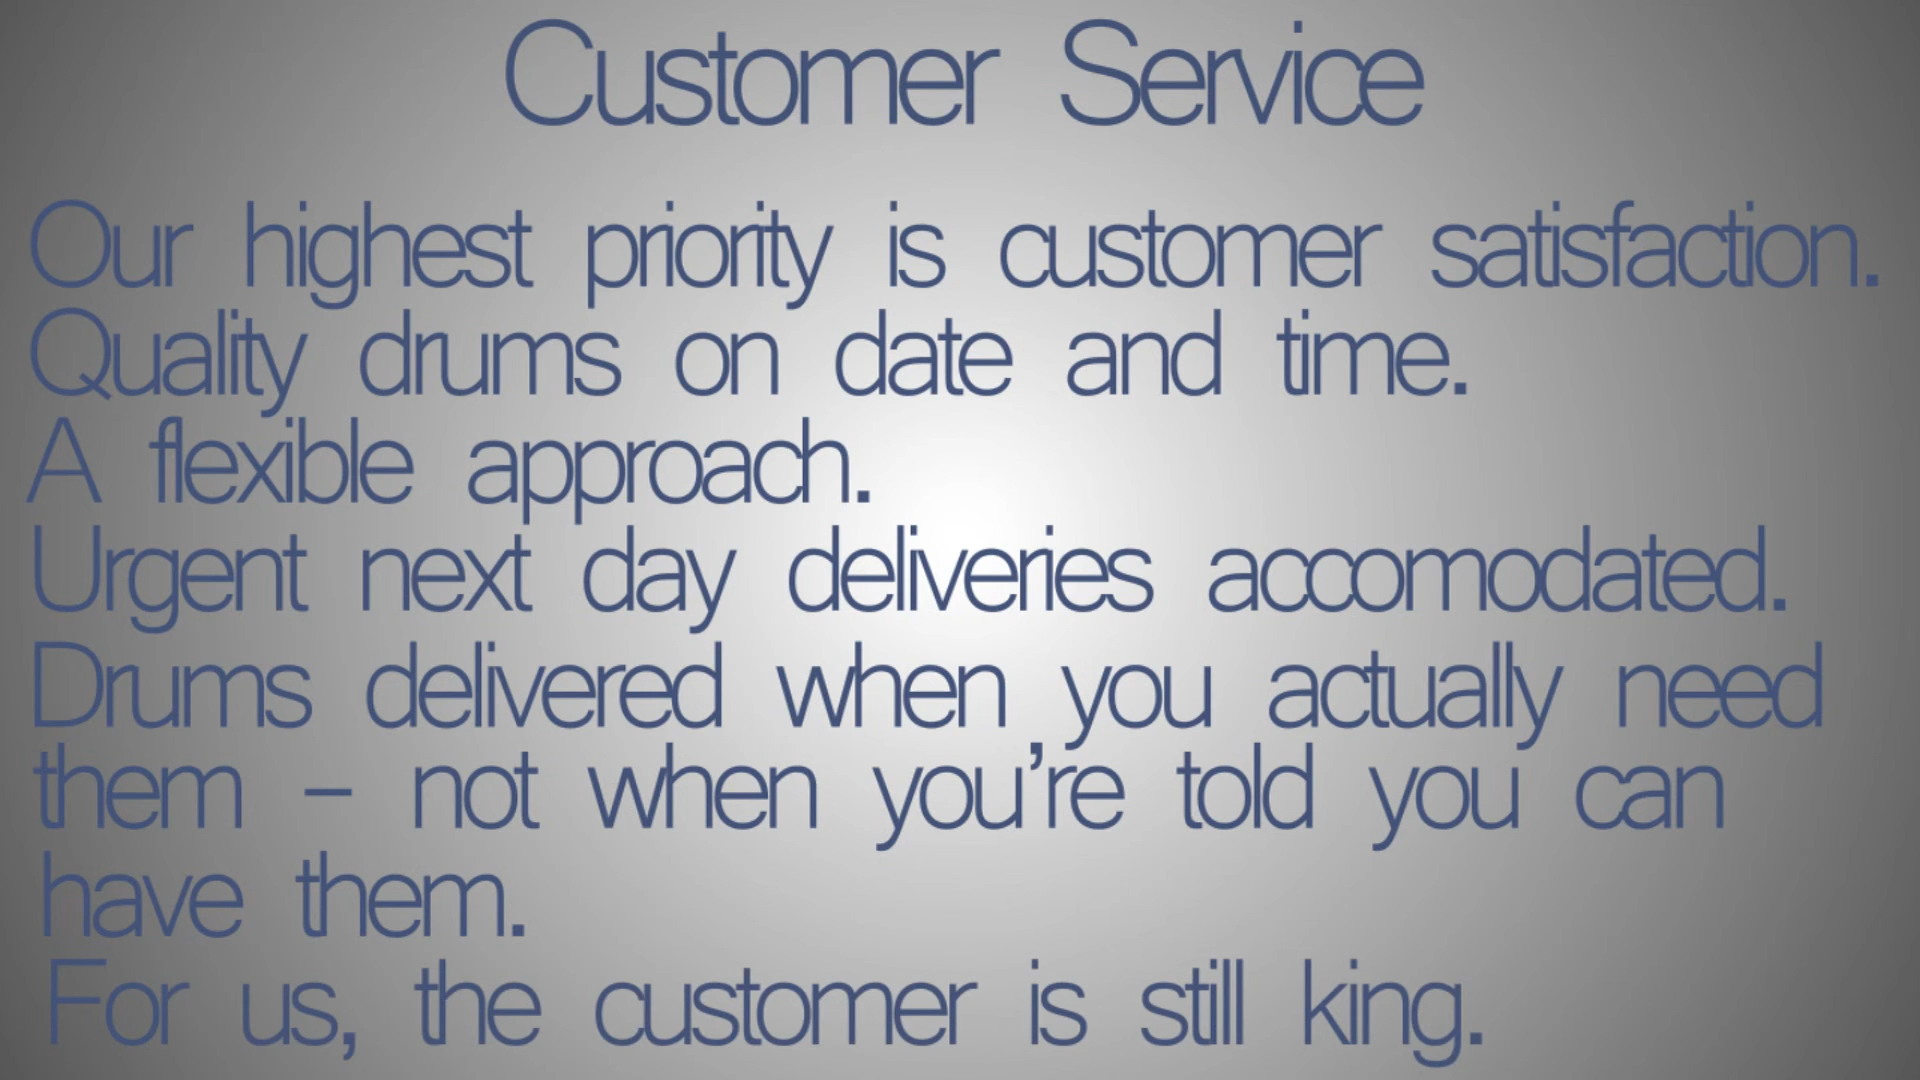 Customer Service
Our highest priority is customer satisfaction.
Quality drums on date and time.
A flexible approach.
Urgent next day deliveries accomodated.
Drums delivered when you actually need
them – not when, you’re told you can
have them.
For us, the customer is still king.